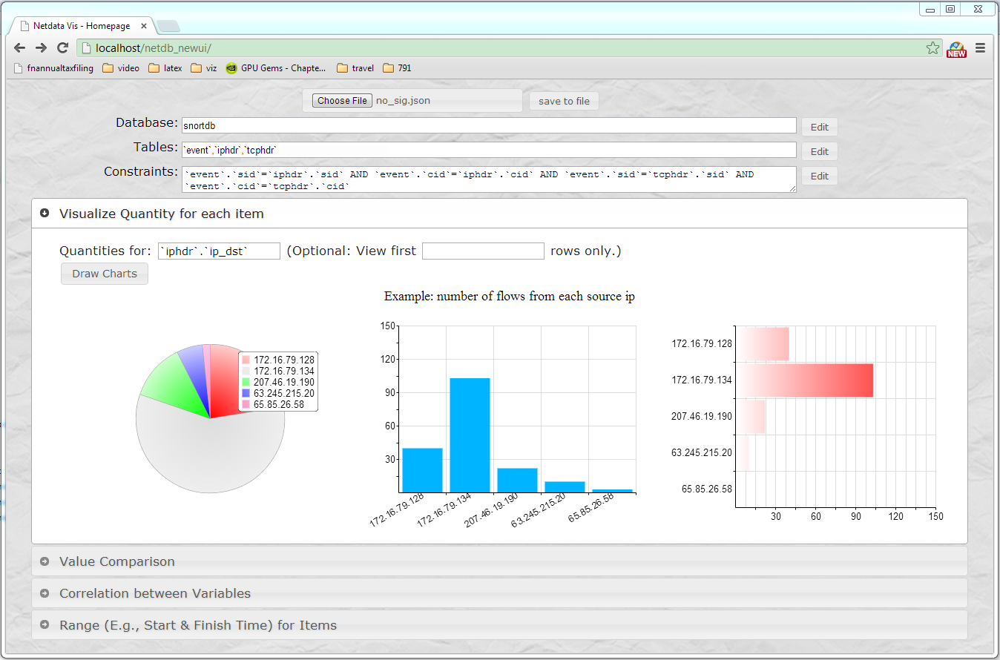 Netdata Vis - Homepage
localhost/netdb_newui/
NEW
fnannualtaxfiling video latex viz GPU Gems - Chapte... travel 791
Choose File no_sig.json save to file
Database: snortdb Edit
Tables: `event`,`iphdr`,`tcphdr` Edit
Constraints: `event`.`sid`=`iphdr`.`sid` AND `event`.`cid`=`iphdr`.`cid` AND `event`.`sid`=`tcphdr`.`sid` AND
`event`.`cid`=`tcphdr`.`cid` Edit
Visualize Quantity for each item
Quantities for: `iphdr`.`ip_dst` (Optional: View first rows only.)
Draw Charts
Example: number of flows from each source ip
172.16.79.128
172.16.79.134
207.46.19.190
63.245.215.20
65.85.26.58
150
120
90
60
30
172.16.79.128 172.16.79.134 207.46.19.190 63.245.215.20 65.85.26.58
172.16.79.128
172.16.79.134
207.46.19.190
63.245.215.20
65.85.26.58
30 60 90 120 150
Value Comparison
Correlation between Variables
Range (E.g., Start & Finish Time) for Items